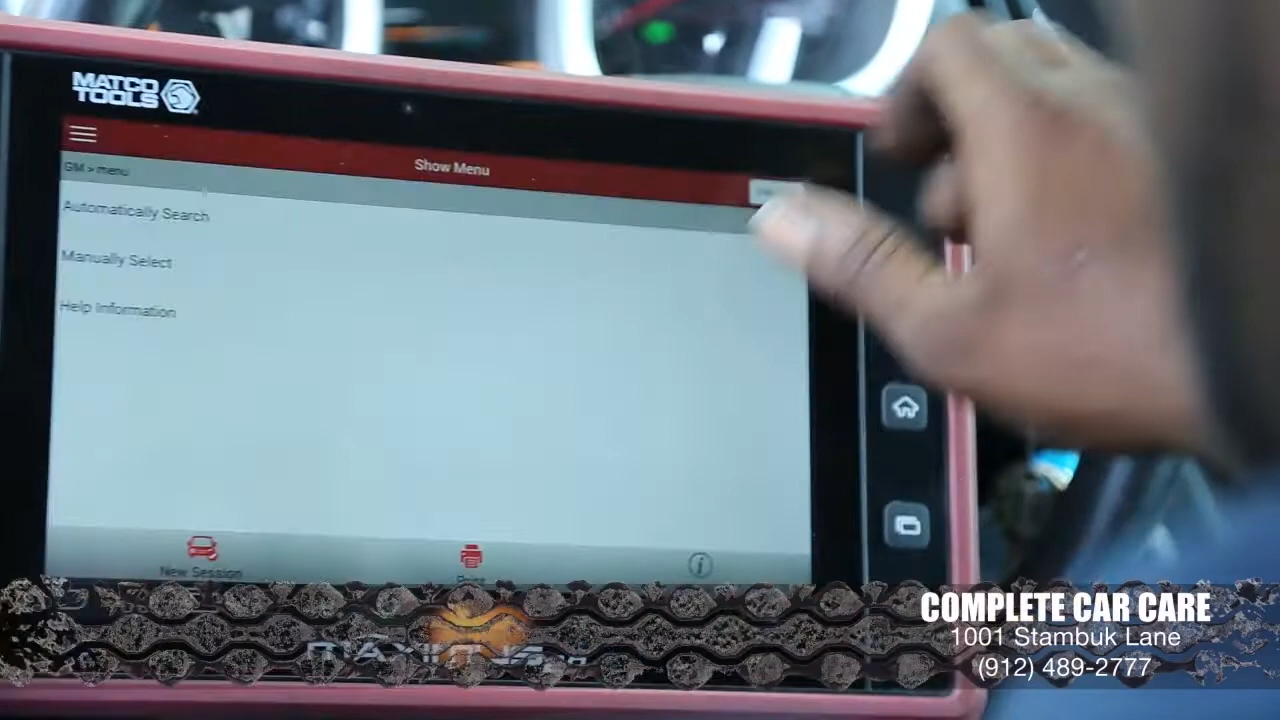 MATCO
TOOLS
Show Menu
GM > menu
Automatically Search
Manually Select
Help Information
New Session
COMPLETE CAR CARE
1001 Stambuk Lane
(912) 489-2777